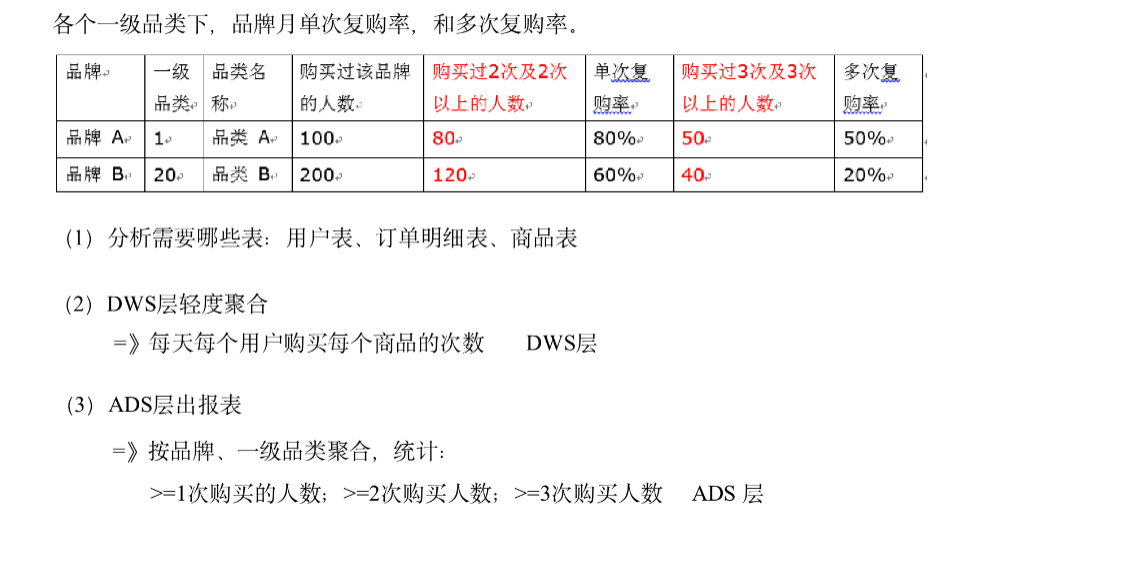 各个一级品类下，品牌月单次复购率，和多次复购率。
品牌 一级品类 品类名称 购买过该品牌的人数 购买过2次及2次以上的人数 单次复购率 购买过3次及3次以上的人数 多次复购率
品牌 A 1 品类 A 100 80 80% 50 50%
品牌 B 20 品类 B 200 120 60% 40 20%
（1）分析需要哪些表：用户表、订单明细表、商品表
（2）DWS层轻度聚合
=》每天每个用户购买每个商品的次数 DWS层
（3）ADS层出报表
=》按品牌、一级品类聚合，统计：
>=1次购买的人数；>=2次购买人数；>=3次购买人数 ADS 层